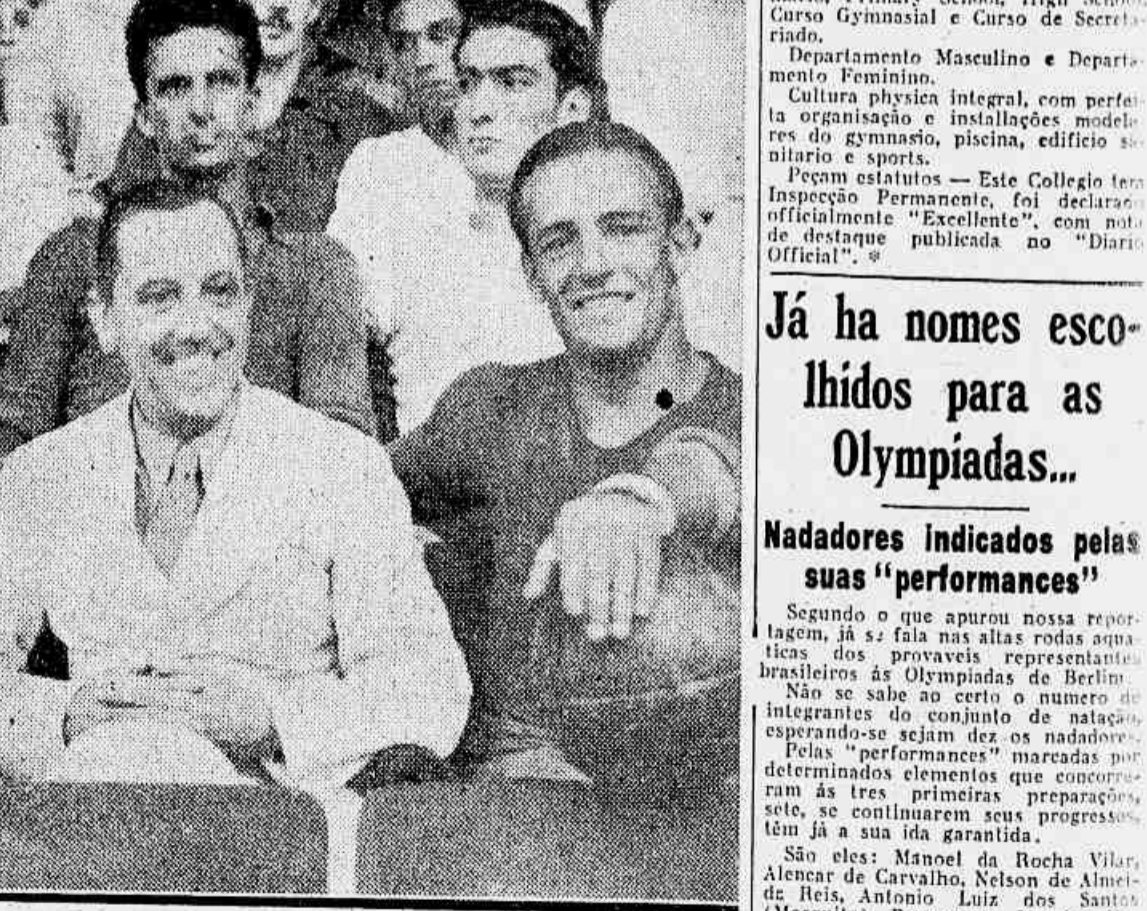 Curso Gymnasial e Curso de Secreta
riado.
Departamento Masculino e Departa-
mento Feminino.
Cultura physica integral, com perfei
ta organisação e installações modela
res do gymnasio, piscina, edificio sa
nitario e sports.
Peçam estatutos — Este Collegio tem
Inspecção Permanente, foi declarado
officialmente "Excellente", com nota
de destaque publicada no "Diario
Official". *
Já ha nomes esco-
lhidos para as
Olympiadas...
Nadadores indicados pelas
suas "performances"
Segundo o que apurou nossa repor-
tagem, já se fala nas altas rodas aqua
ticas dos provaveis representantes
brasileiros ás Olympiadas de Berlim.
Não se sabe ao certo o numero de
integrantes do conjunto de natação,
esperando-se sejam dez os nadadores.
Pelas "performances" marcadas por
determinados elementos que concorre-
ram ás tres primeiras preparações,
sete, se continuarem seus progressos,
têm já a sua ida garantida.
São eles: Manoel da Rocha Vilar,
Alencar de Carvalho, Nelson de Almei-
da Reis, Antonio Luiz dos Santos